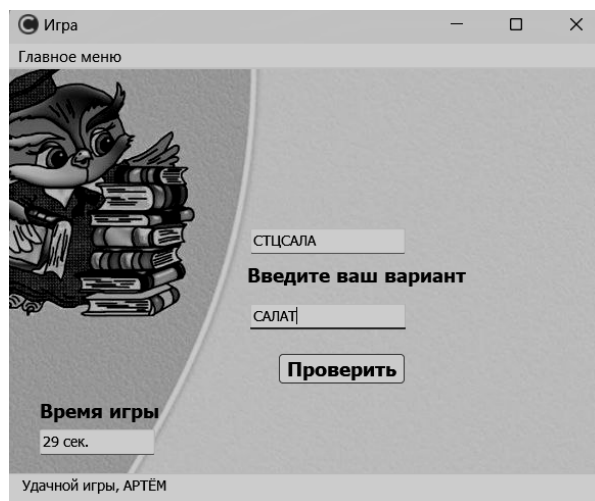 Игра
Главное меню
СТЦСАЛА
Введите ваш вариант
САЛАТ
Проверить
Время игры
29 сек.
Удачной игры, АРТЁМ